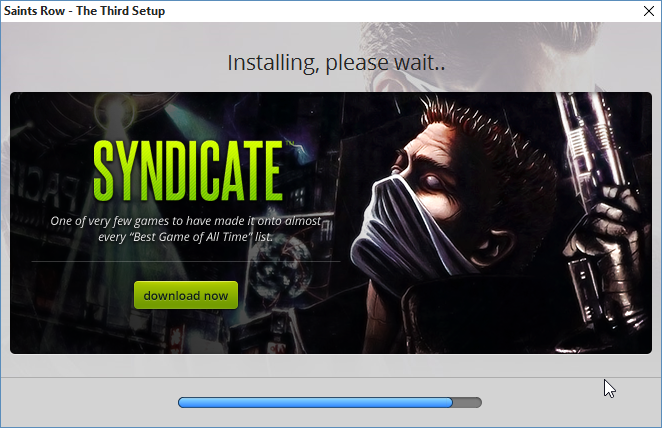 Saints Row - The Third Setup
Installing, please wait..
SYNDICATE™
One of very few games to have made it onto almost
every “Best Game of All Time” list.
download now